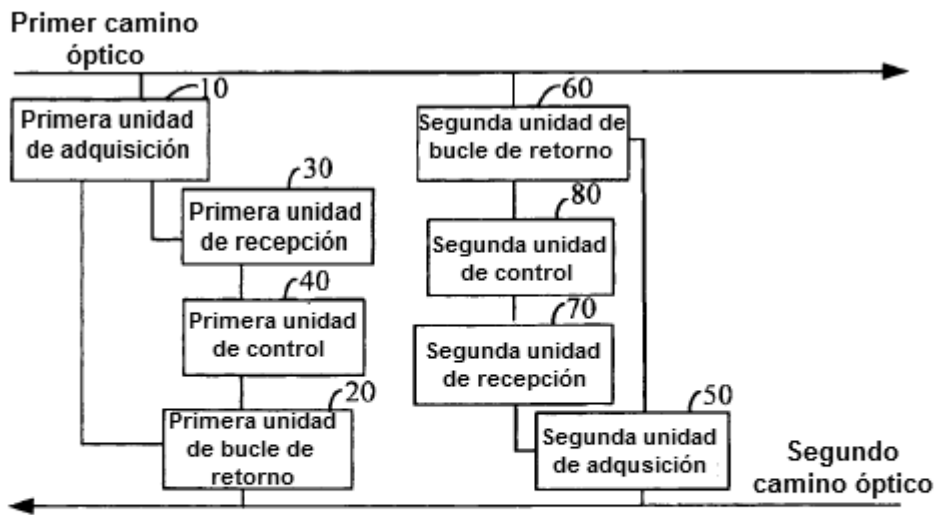 Primer camino
óptico
10
Primera unidad
de adquisición
30
Primera unidad
de recepción
40
Primera unidad
de control
20
Primera unidad
de bucle de
retorno
60
Segunda unidad de
bucle de retorno
80
Segunda unidad
de control
70
Segunda unidad
de recepción
50
Segunda unidad
de adqusición
Segundo
camino óptico